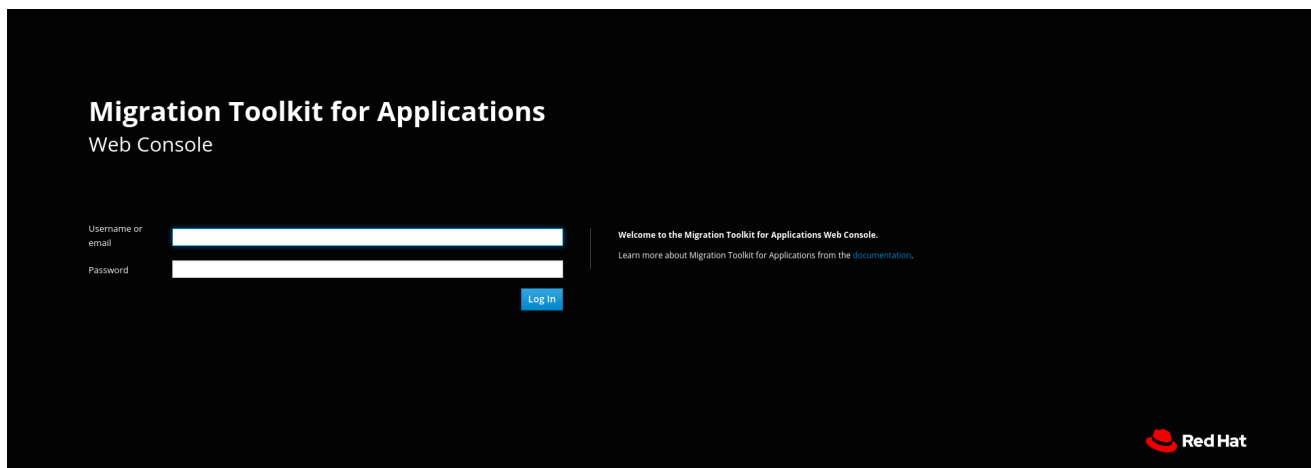 Migration Toolkit for Applications
Web Console
Username or
email
Password
Log In
Welcome to the Migration Toolkit for Applications Web Console.
Learn more about Migration Toolkit for Applications from the documentation.
Red Hat